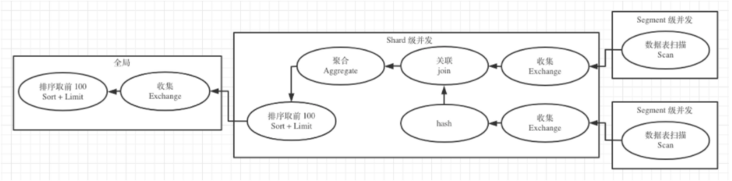 全局
排序取前 100
Sort + Limit
收集
Exchange
Shard 级并发
聚合
Aggregate
关联
join
收集
Exchange
排序取前 100
Sort + Limit
hash
收集
Exchange
Segment 级并发
数据表扫描
Scan
Segment 级并发
数据表扫描
Scan